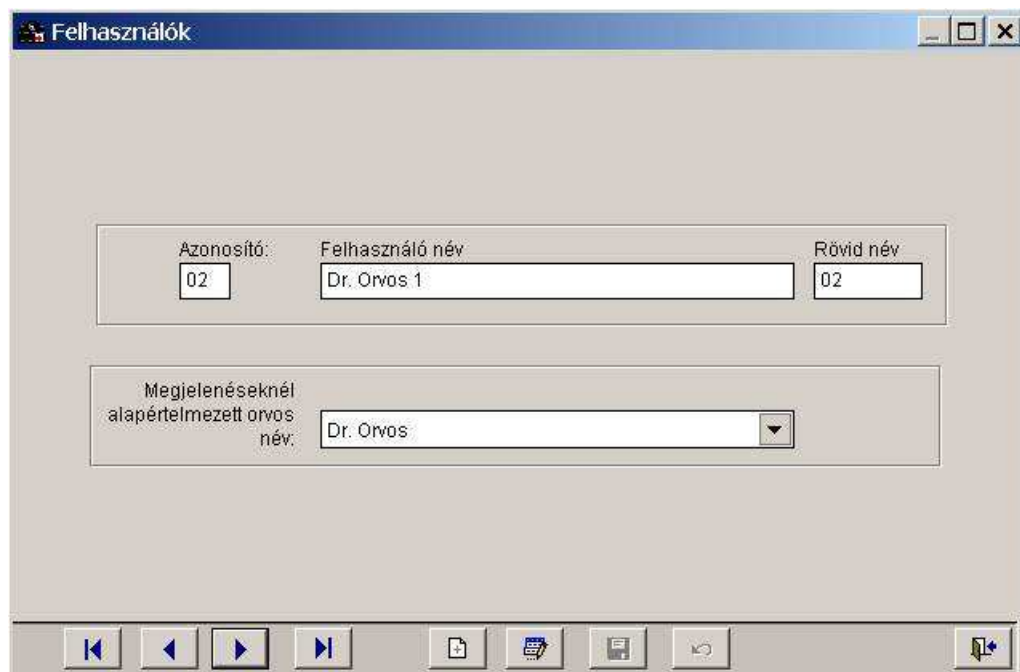 Felhasználók
Azonosító: Felhasználó név Rövid név
02 Dr. Orvos 1 02
Megjelenéseknél
alapértelmezett orvos
név:
Dr. Orvos